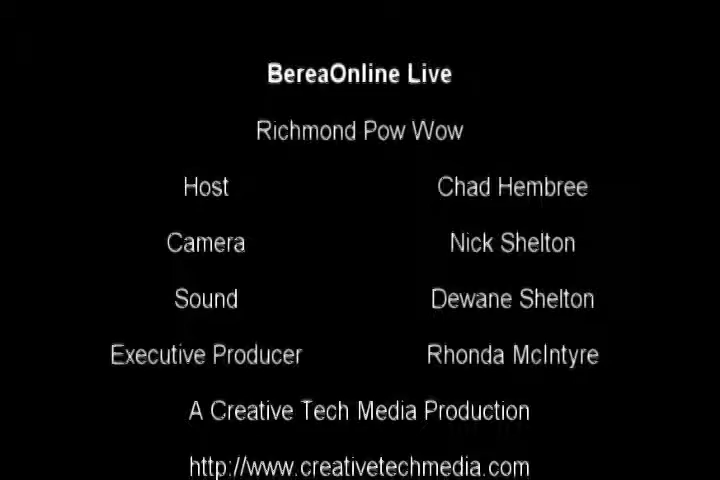 BereaOnline Live
Richmond Pow Wow
Host Chad Hembree
Camera Nick Shelton
Sound Dewane Shelton
Executive Producer Rhonda McIntyre
A Creative Tech Media Production
http://www.creativetechmedia.com